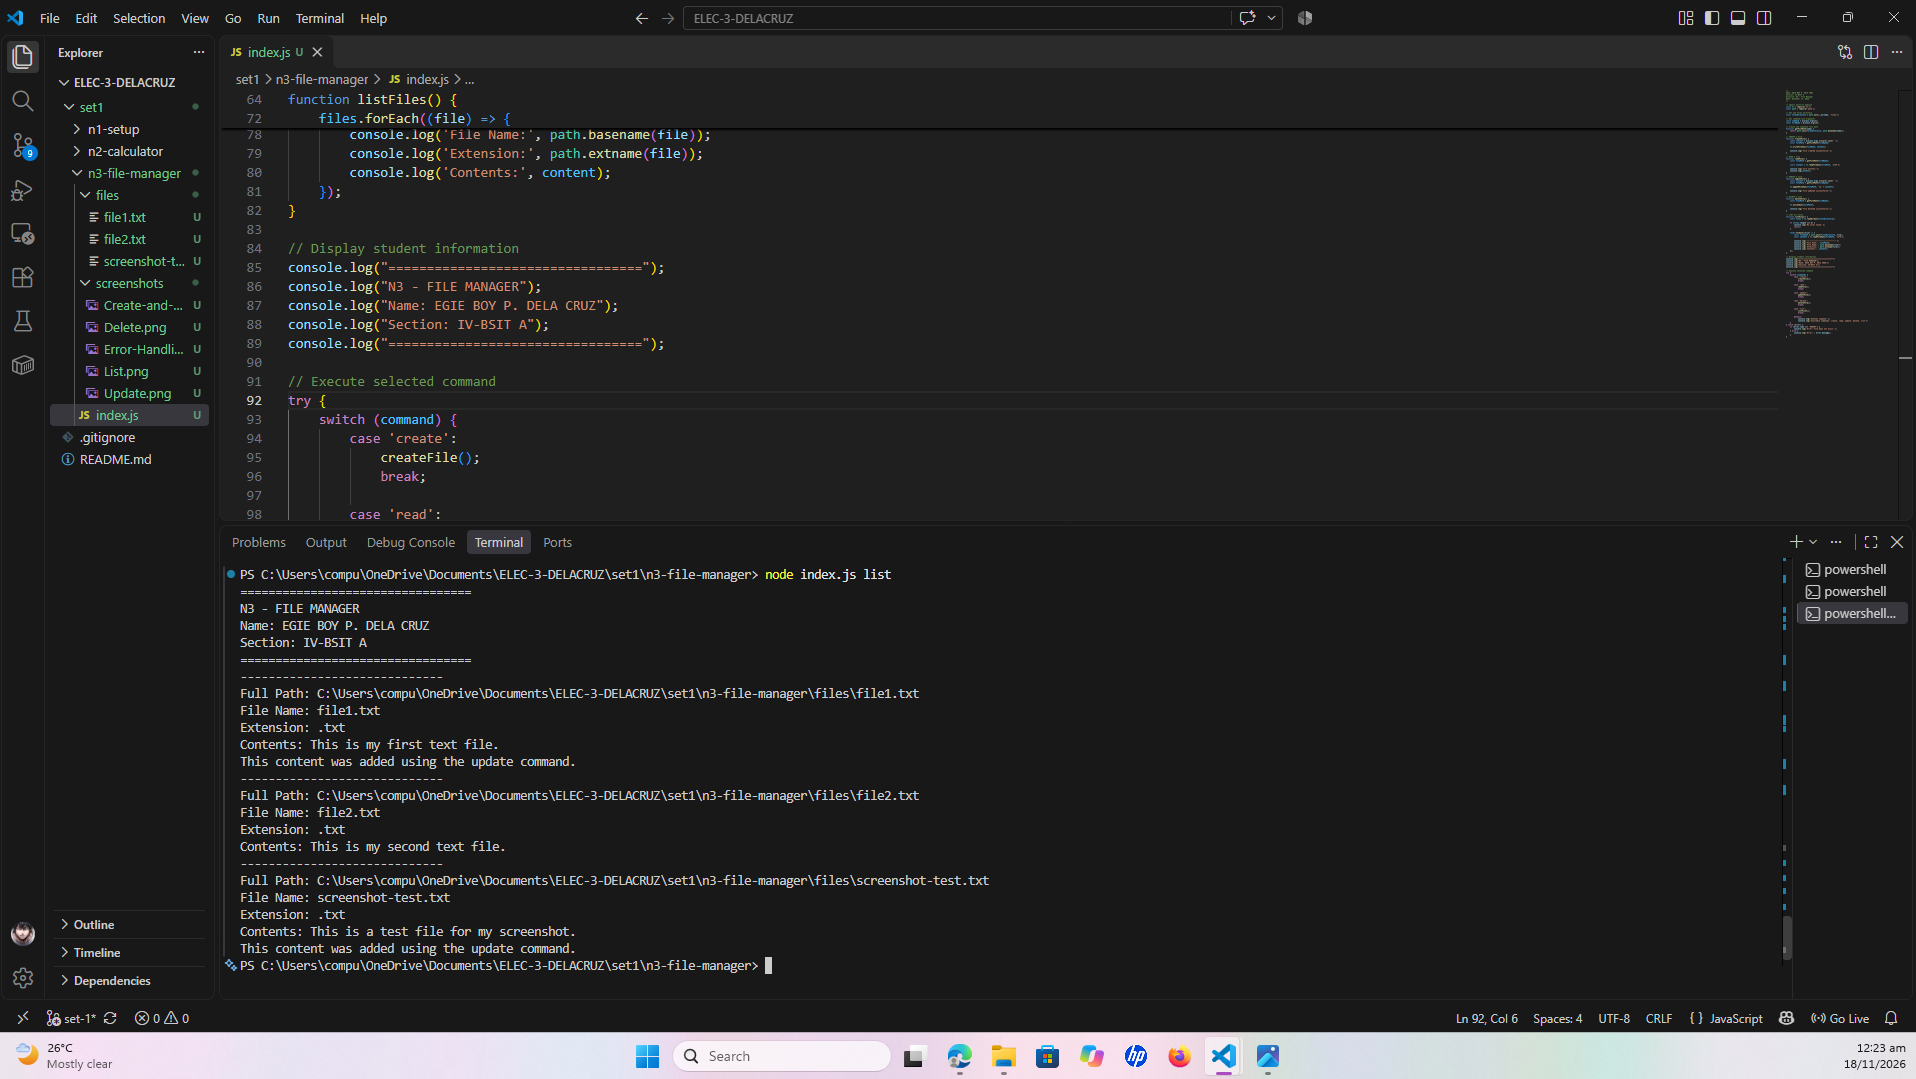 File Edit Selection View Go Run Terminal Help
ELEC-3-DELACRUZ
Explorer
ELEC-3-DELACRUZ
set1
n1-setup
n2-calculator
n3-file-manager
files
file1.txt U
file2.txt U
screenshot-t... U
screenshots
Create-and-... U
Delete.png U
Error-Handli... U
List.png U
Update.png U
JS index.js U
.gitignore
README.md
Outline
Timeline
Dependencies
9
JS index.js U
set1 > n3-file-manager > JS index.js > ...
64 function listFiles() {
72 files.forEach((file) => {
78 console.log('File Name:', path.basename(file));
79 console.log('Extension:', path.extname(file));
80 console.log('Contents:', content);
81 });
82 }
83
84 // Display student information
85 console.log("=================================");
86 console.log("N3 - FILE MANAGER");
87 console.log("Name: EGIE BOY P. DELA CRUZ");
88 console.log("Section: IV-BSIT A");
89 console.log("=================================");
90
91 // Execute selected command
92 try {
93 switch (command) {
94 case 'create':
95 createFile();
96 break;
97
98 case 'read':
Problems Output Debug Console Terminal Ports
PS C:\Users\compu\OneDrive\Documents\ELEC-3-DELACRUZ\set1\n3-file-manager> node index.js list
=================================
N3 - FILE MANAGER
Name: EGIE BOY P. DELA CRUZ
Section: IV-BSIT A
=================================
-----------------------------
Full Path: C:\Users\compu\OneDrive\Documents\ELEC-3-DELACRUZ\set1\n3-file-manager\files\file1.txt
File Name: file1.txt
Extension: .txt
Contents: This is my first text file.
This content was added using the update command.
-----------------------------
Full Path: C:\Users\compu\OneDrive\Documents\ELEC-3-DELACRUZ\set1\n3-file-manager\files\file2.txt
File Name: file2.txt
Extension: .txt
Contents: This is my second text file.
-----------------------------
Full Path: C:\Users\compu\OneDrive\Documents\ELEC-3-DELACRUZ\set1\n3-file-manager\files\screenshot-test.txt
File Name: screenshot-test.txt
Extension: .txt
Contents: This is a test file for my screenshot.
This content was added using the update command.
PS C:\Users\compu\OneDrive\Documents\ELEC-3-DELACRUZ\set1\n3-file-manager>
powershell
powershell
powershell...
set-1* 0 0
Ln 92, Col 6 Spaces: 4 UTF-8 CRLF { } JavaScript Go Live
26°C
Mostly clear
Search
hp
12:23 am
18/11/2026